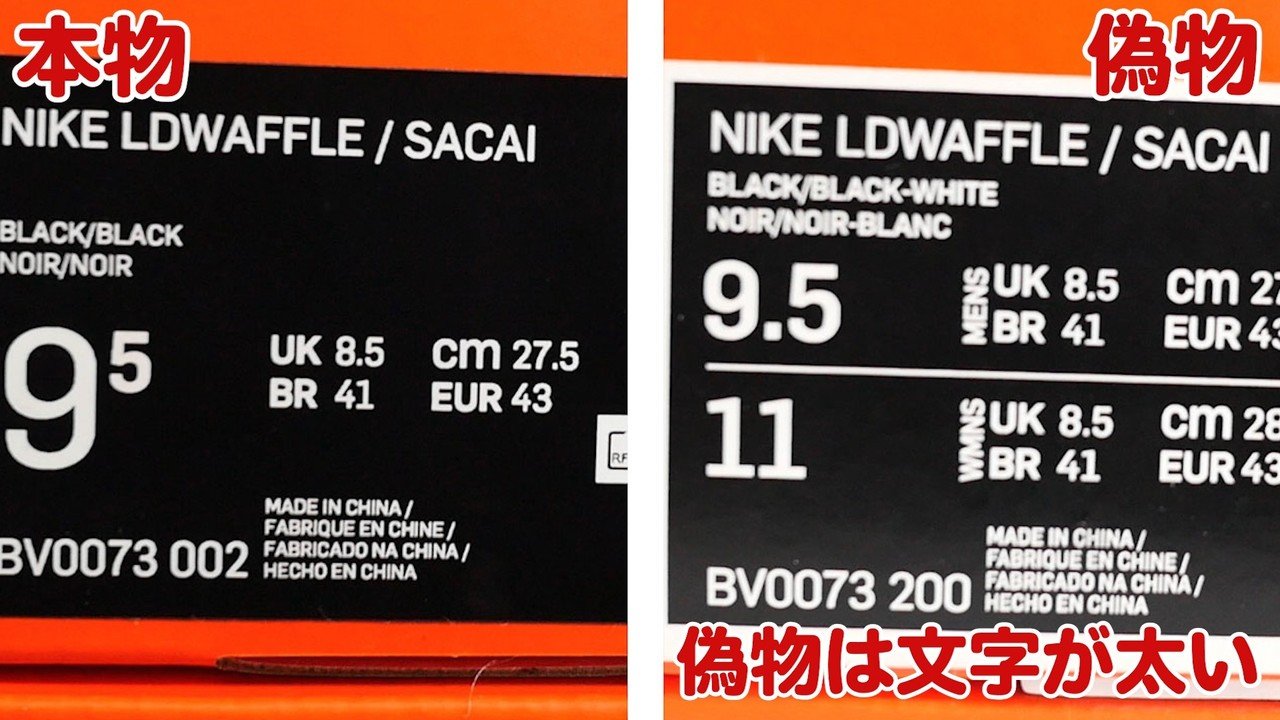 本物
NIKE LDWAFFLE / SACAI
BLACK/BLACK
NOIR/NOIR
9 5
UK 8.5 cm 27.5
BR 41 EUR 43
MADE IN CHINA /
FABRIQUE EN CHINE /
FABRICADO NA CHINA /
HECHO EN CHINA
BV0073 002
偽物
NIKE LDWAFFLE / SACAI
BLACK/BLACK-WHITE
NOIR/NOIR-BLANC
9.5
MENS
UK 8.5 cm
BR 41 EUR
11
WMNS
UK 8.5 cm 28
BR 41 EUR 43
MADE IN CHINA /
FABRIQUE EN CHINE /
FABRICADO NA CHINA /
HECHO EN CHINA
BV0073 200
偽物は文字が太い